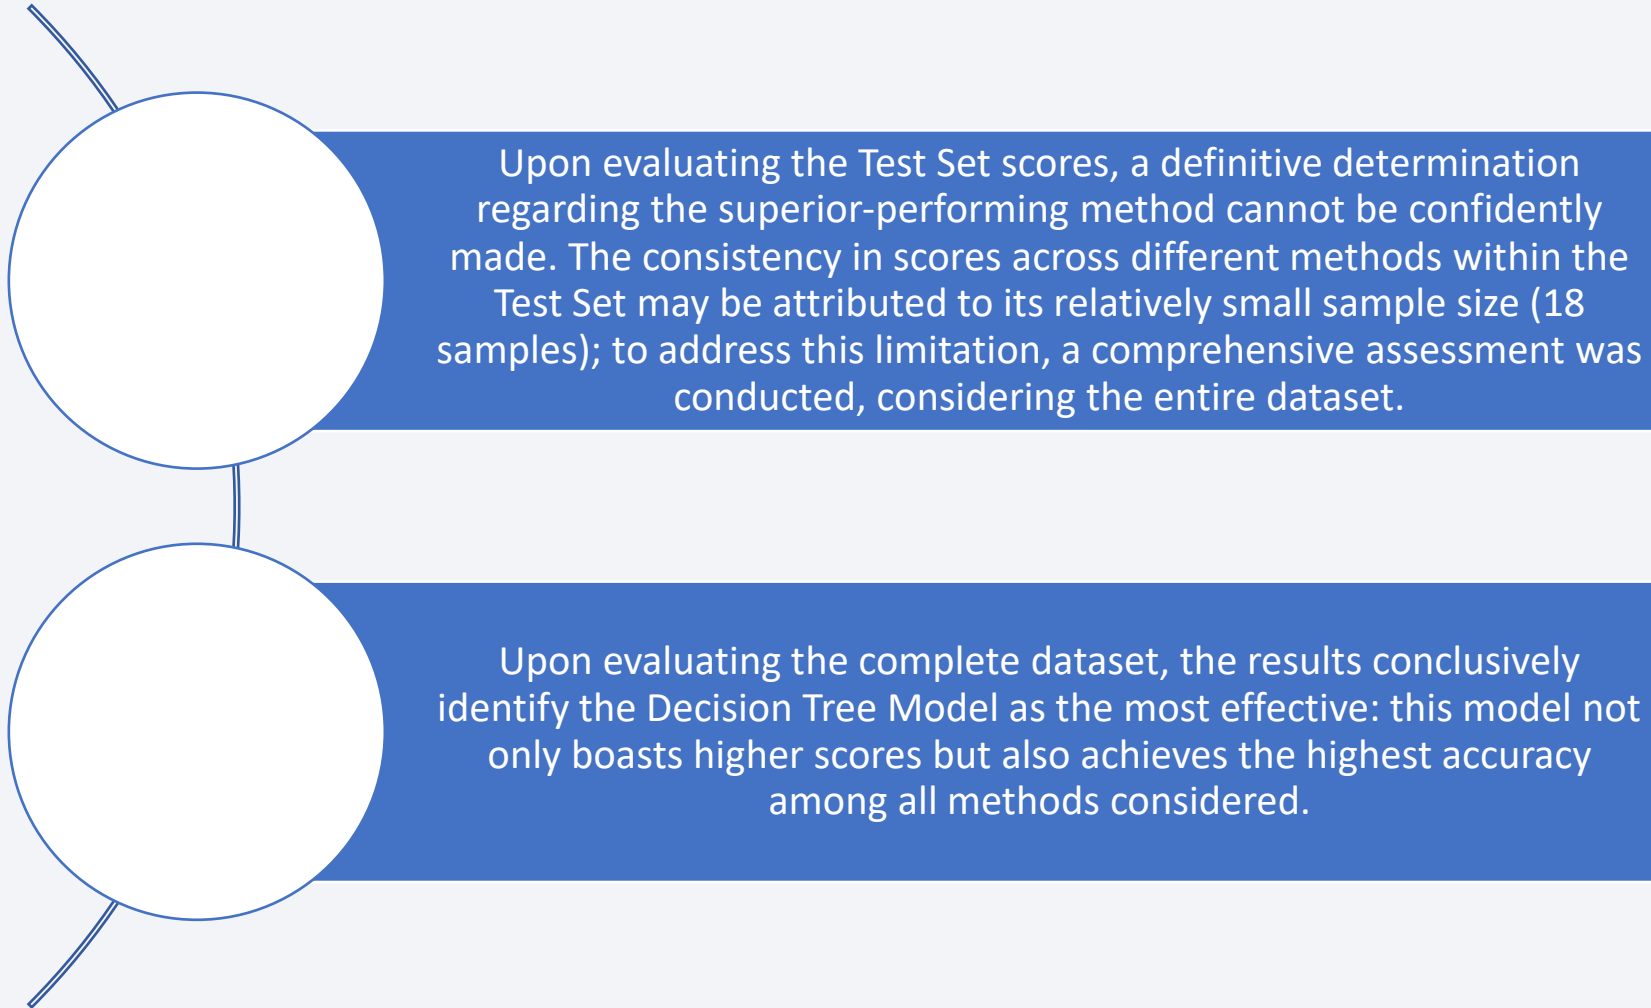 Upon evaluating the Test Set scores, a definitive determination
regarding the superior-performing method cannot be confidently
made. The consistency in scores across different methods within the
Test Set may be attributed to its relatively small sample size (18
samples); to address this limitation, a comprehensive assessment was
conducted, considering the entire dataset.
Upon evaluating the complete dataset, the results conclusively
identify the Decision Tree Model as the most effective: this model not
only boasts higher scores but also achieves the highest accuracy
among all methods considered.